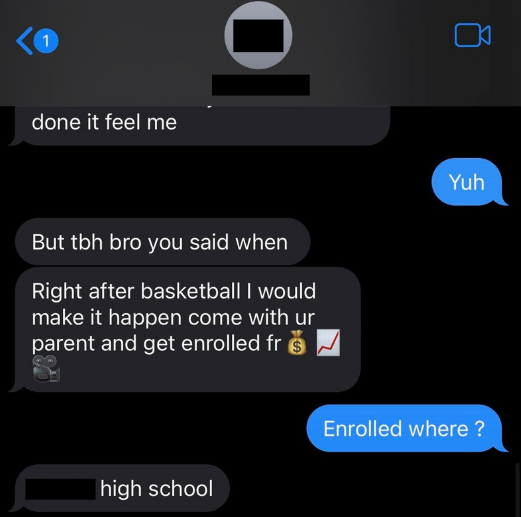 1
done it feel me
Yuh
But tbh bro you said when
Right after basketball I would
make it happen come with ur
parent and get enrolled fr 💰 📈
🎥
Enrolled where ?
high school